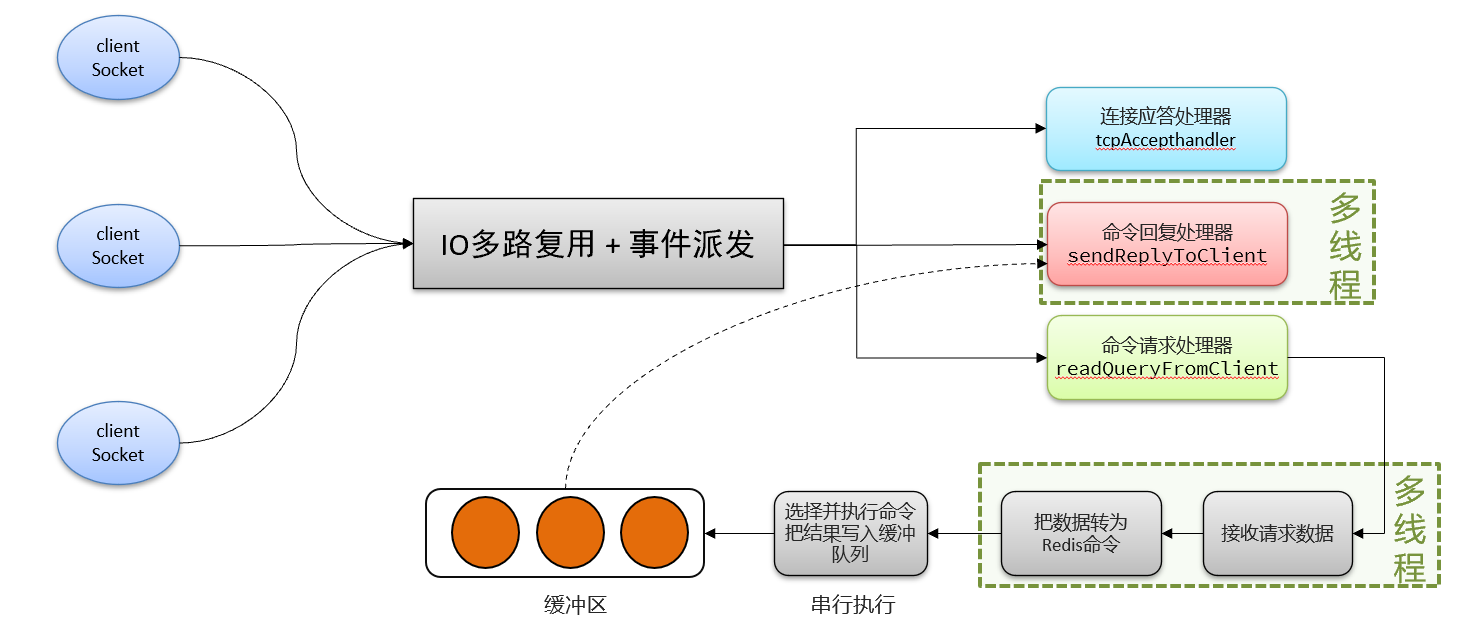 client
Socket
client
Socket
client
Socket
IO多路复用 + 事件派发
连接应答处理器
tcpAccepthandler
命令回复处理器
sendReplyToClient
多
线
程
命令请求处理器
readQueryFromClient
接收请求数据
把数据转为
Redis命令
多
线
程
选择并执行命令
把结果写入缓冲
队列
串行执行
缓冲区